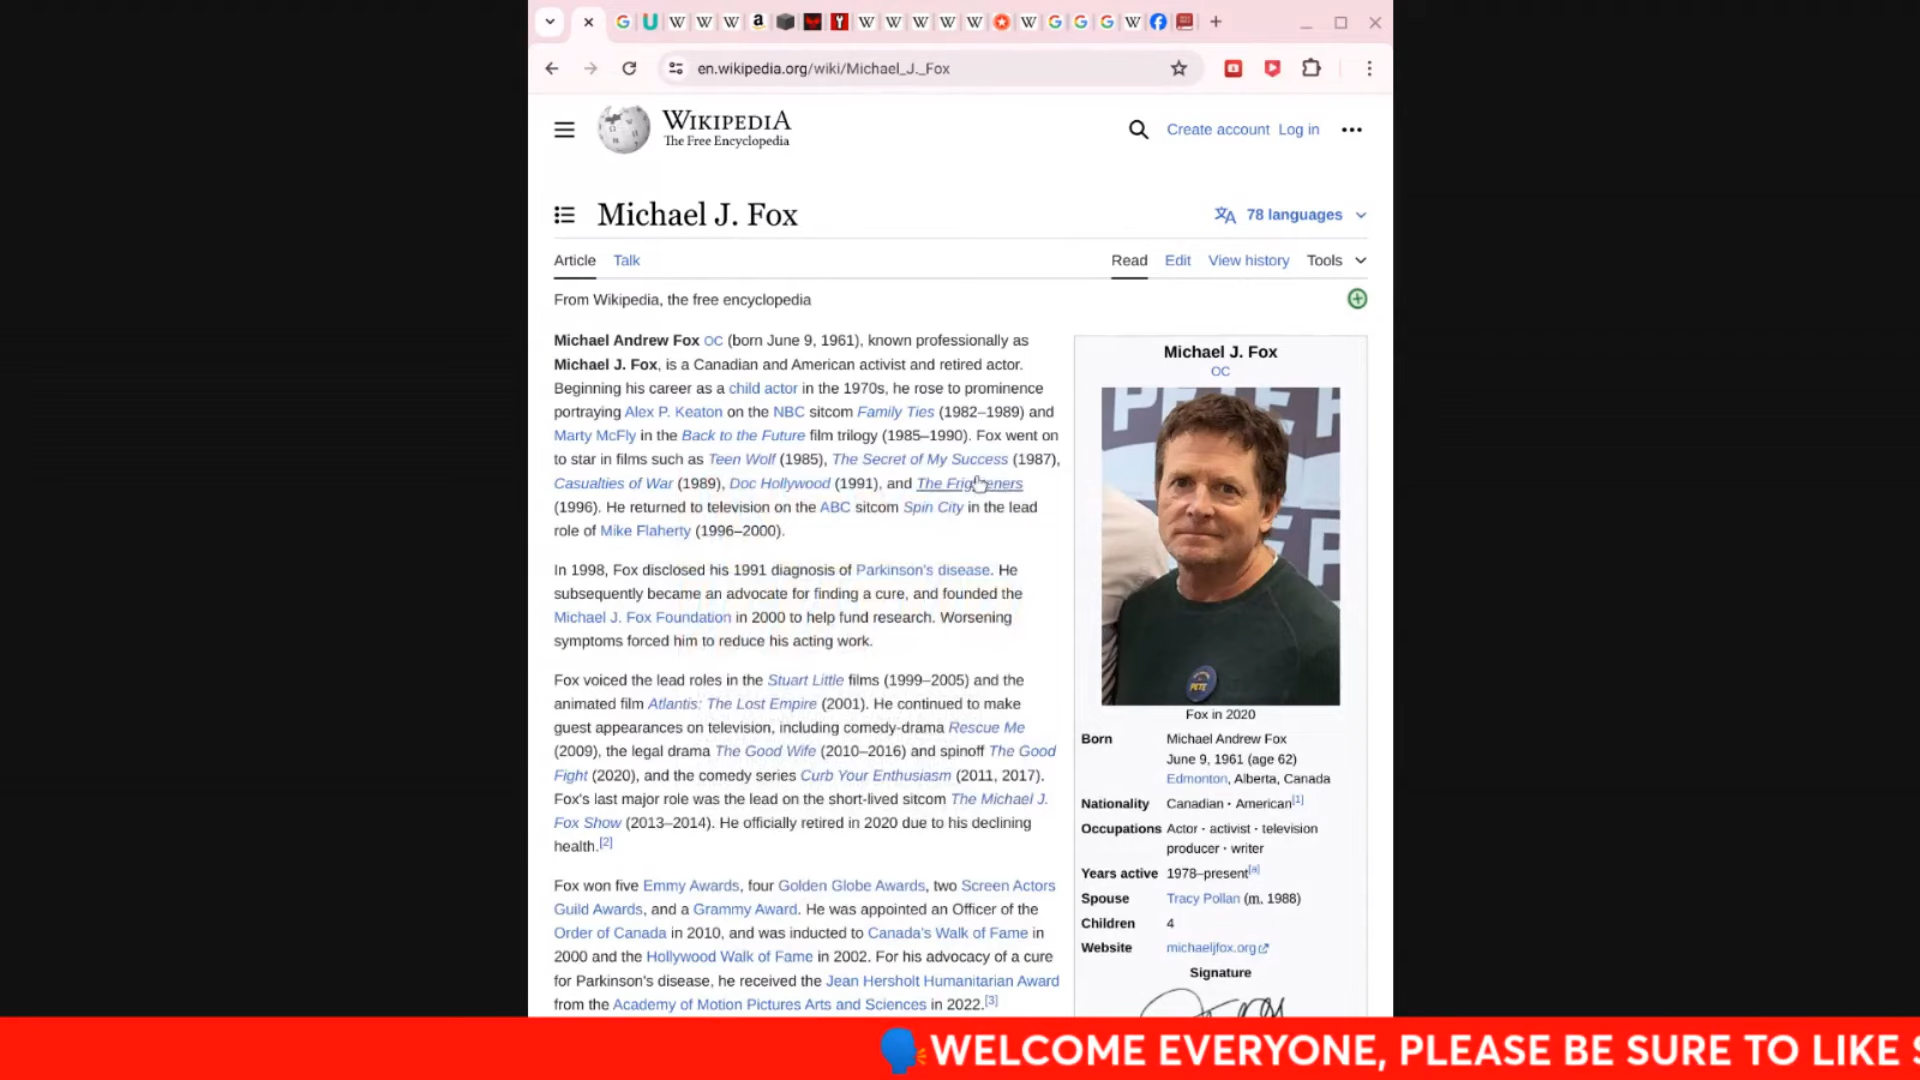 en.wikipedia.org/wiki/Michael_J._Fox
WIKIPEDIA
The Free Encyclopedia
Create account Log in
Michael J. Fox
78 languages
Article Talk
Read Edit View history Tools
From Wikipedia, the free encyclopedia
Michael Andrew Fox OC (born June 9, 1961), known professionally as
Michael J. Fox, is a Canadian and American activist and retired actor.
Beginning his career as a child actor in the 1970s, he rose to prominence
portraying Alex P. Keaton on the NBC sitcom Family Ties (1982–1989) and
Marty McFly in the Back to the Future film trilogy (1985–1990). Fox went on
to star in films such as Teen Wolf (1985), The Secret of My Success (1987),
Casualties of War (1989), Doc Hollywood (1991), and The Frighteners
(1996). He returned to television on the ABC sitcom Spin City in the lead
role of Mike Flaherty (1996–2000).
In 1998, Fox disclosed his 1991 diagnosis of Parkinson's disease. He
subsequently became an advocate for finding a cure, and founded the
Michael J. Fox Foundation in 2000 to help fund research. Worsening
symptoms forced him to reduce his acting work.
Fox voiced the lead roles in the Stuart Little films (1999–2005) and the
animated film Atlantis: The Lost Empire (2001). He continued to make
guest appearances on television, including comedy-drama Rescue Me
(2009), the legal drama The Good Wife (2010–2016) and spinoff The Good
Fight (2020), and the comedy series Curb Your Enthusiasm (2011, 2017).
Fox's last major role was the lead on the short-lived sitcom The Michael J.
Fox Show (2013–2014). He officially retired in 2020 due to his declining
health.[2]
Fox won five Emmy Awards, four Golden Globe Awards, two Screen Actors
Guild Awards, and a Grammy Award. He was appointed an Officer of the
Order of Canada in 2010, and was inducted to Canada's Walk of Fame in
2000 and the Hollywood Walk of Fame in 2002. For his advocacy of a cure
for Parkinson's disease, he received the Jean Hersholt Humanitarian Award
from the Academy of Motion Pictures Arts and Sciences in 2022.[3]
Michael J. Fox
OC
PETE
Fox in 2020
Born Michael Andrew Fox
June 9, 1961 (age 62)
Edmonton, Alberta, Canada
Nationality Canadian · American[1]
Occupations Actor · activist · television
producer · writer
Years active 1978–present[a]
Spouse Tracy Pollan (m. 1988)
Children 4
Website michaeljfox.org
Signature
WELCOME EVERYONE, PLEASE BE SURE TO LIKE